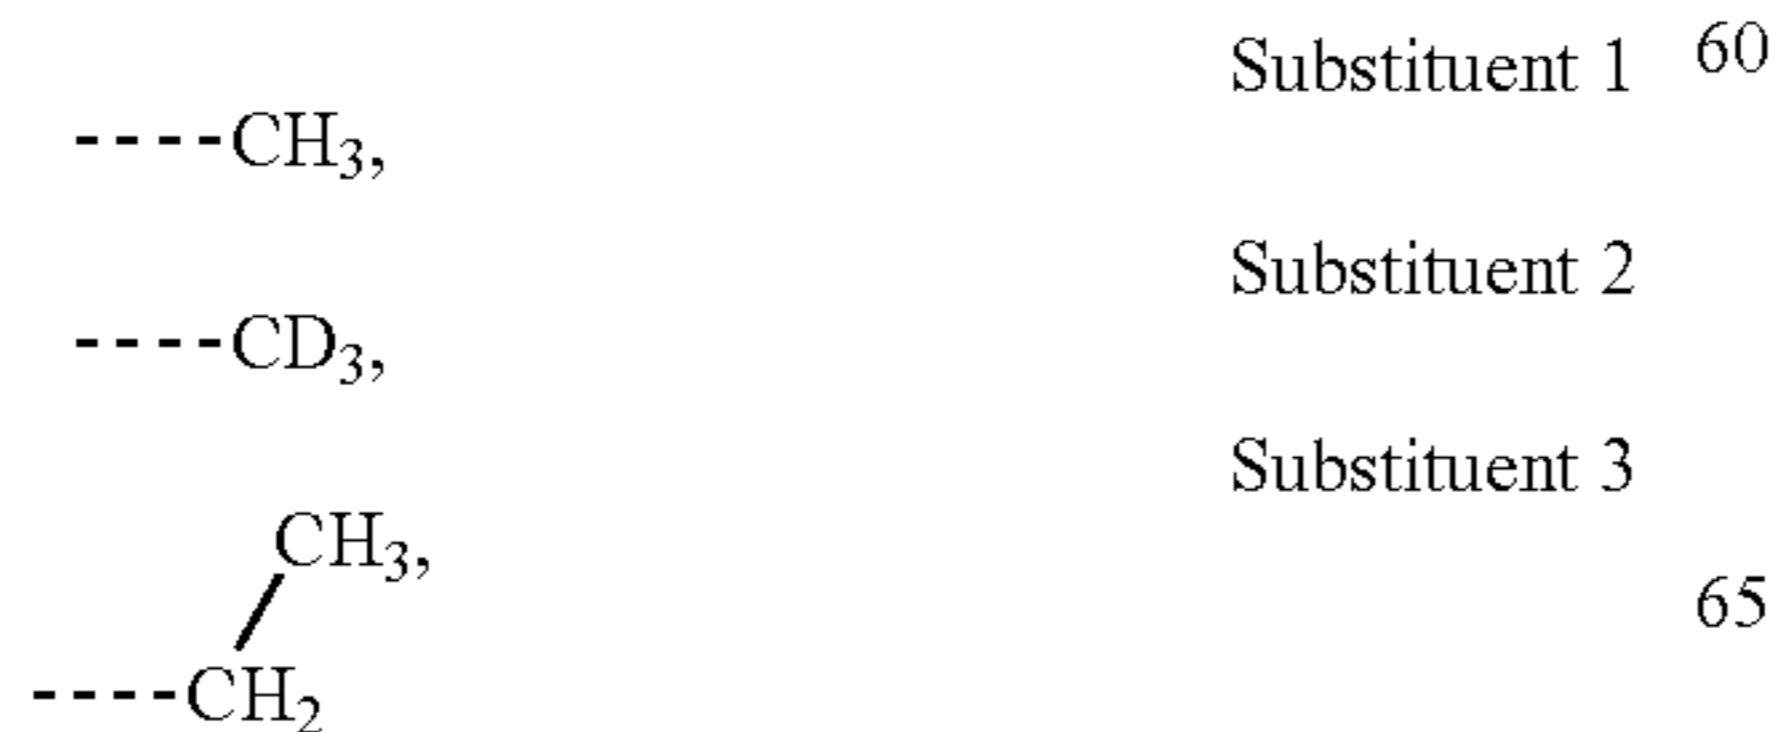 Substituent 1 60
----CH3,
Substituent 2
----CD3,
Substituent 3
CH3,
65
----CH2